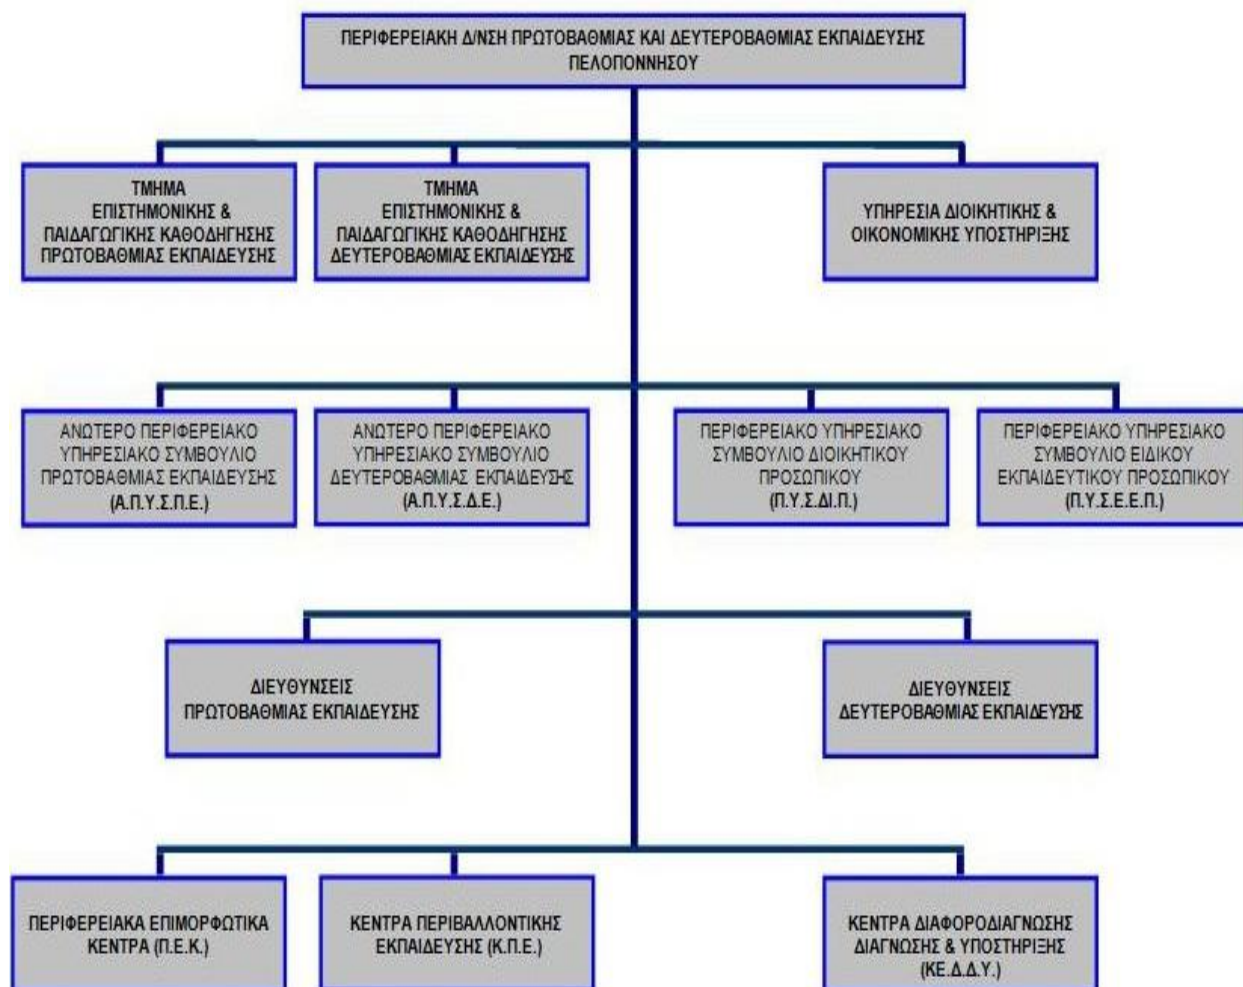 ΠΕΡΙΦΕΡΕΙΑΚΗ Δ/ΝΣΗ ΠΡΩΤΟΒΑΘΜΙΑΣ ΚΑΙ ΔΕΥΤΕΡΟΒΑΘΜΙΑΣ ΕΚΠΑΙΔΕΥΣΗΣ
ΠΕΛΟΠΟΝΝΗΣΟΥ
ΤΜΗΜΑ
ΕΠΙΣΤΗΜΟΝΙΚΗΣ &
ΠΑΙΔΑΓΩΓΙΚΗΣ ΚΑΘΟΔΗΓΗΣΗΣ
ΠΡΩΤΟΒΑΘΜΙΑΣ ΕΚΠΑΙΔΕΥΣΗΣ
ΤΜΗΜΑ
ΕΠΙΣΤΗΜΟΝΙΚΗΣ &
ΠΑΙΔΑΓΩΓΙΚΗΣ ΚΑΘΟΔΗΓΗΣΗΣ
ΔΕΥΤΕΡΟΒΑΘΜΙΑΣ ΕΚΠΑΙΔΕΥΣΗΣ
ΥΠΗΡΕΣΙΑ ΔΙΟΙΚΗΤΙΚΗΣ &
ΟΙΚΟΝΟΜΙΚΗΣ ΥΠΟΣΤΗΡΙΞΗΣ
ΑΝΩΤΕΡΟ ΠΕΡΙΦΕΡΕΙΑΚΟ
ΥΠΗΡΕΣΙΑΚΟ ΣΥΜΒΟΥΛΙΟ
ΠΡΩΤΟΒΑΘΜΙΑΣ ΕΚΠΑΙΔΕΥΣΗΣ
(Α.Π.Υ.Σ.Π.Ε.)
ΑΝΩΤΕΡΟ ΠΕΡΙΦΕΡΕΙΑΚΟ
ΥΠΗΡΕΣΙΑΚΟ ΣΥΜΒΟΥΛΙΟ
ΔΕΥΤΕΡΟΒΑΘΜΙΑΣ ΕΚΠΑΙΔΕΥΣΗΣ
(Α.Π.Υ.Σ.Δ.Ε.)
ΠΕΡΙΦΕΡΕΙΑΚΟ ΥΠΗΡΕΣΙΑΚΟ
ΣΥΜΒΟΥΛΙΟ ΔΙΟΙΚΗΤΙΚΟΥ
ΠΡΟΣΩΠΙΚΟΥ
(Π.Υ.Σ.ΔΙ.Π.)
ΠΕΡΙΦΕΡΕΙΑΚΟ ΥΠΗΡΕΣΙΑΚΟ
ΣΥΜΒΟΥΛΙΟ ΕΙΔΙΚΟΥ
ΕΚΠΑΙΔΕΥΤΙΚΟΥ ΠΡΟΣΩΠΙΚΟΥ
(Π.Υ.Σ.Ε.Ε.Π.)
ΔΙΕΥΘΥΝΣΕΙΣ
ΠΡΩΤΟΒΑΘΜΙΑΣ ΕΚΠΑΙΔΕΥΣΗΣ
ΔΙΕΥΘΥΝΣΕΙΣ
ΔΕΥΤΕΡΟΒΑΘΜΙΑΣ ΕΚΠΑΙΔΕΥΣΗΣ
ΠΕΡΙΦΕΡΕΙΑΚΑ ΕΠΙΜΟΡΦΩΤΙΚΑ
ΚΕΝΤΡΑ (Π.Ε.Κ.)
ΚΕΝΤΡΑ ΠΕΡΙΒΑΛΛΟΝΤΙΚΗΣ
ΕΚΠΑΙΔΕΥΣΗΣ (Κ.Π.Ε.)
ΚΕΝΤΡΑ ΔΙΑΦΟΡΟΔΙΑΓΝΩΣΗΣ
ΔΙΑΓΝΩΣΗΣ & ΥΠΟΣΤΗΡΙΞΗΣ
(ΚΕ.Δ.Δ.Υ.)